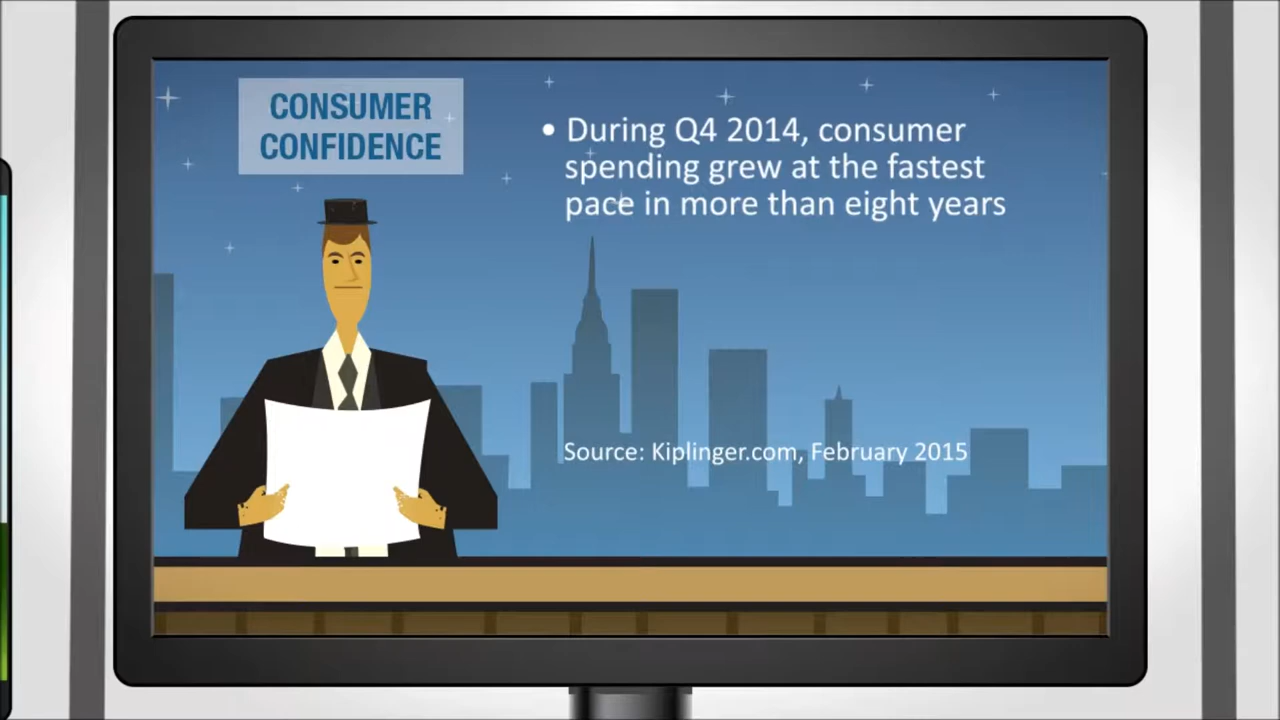 CONSUMER
CONFIDENCE
• During Q4 2014, consumer
spending grew at the fastest
pace in more than eight years
Source: Kiplinger.com, February 2015